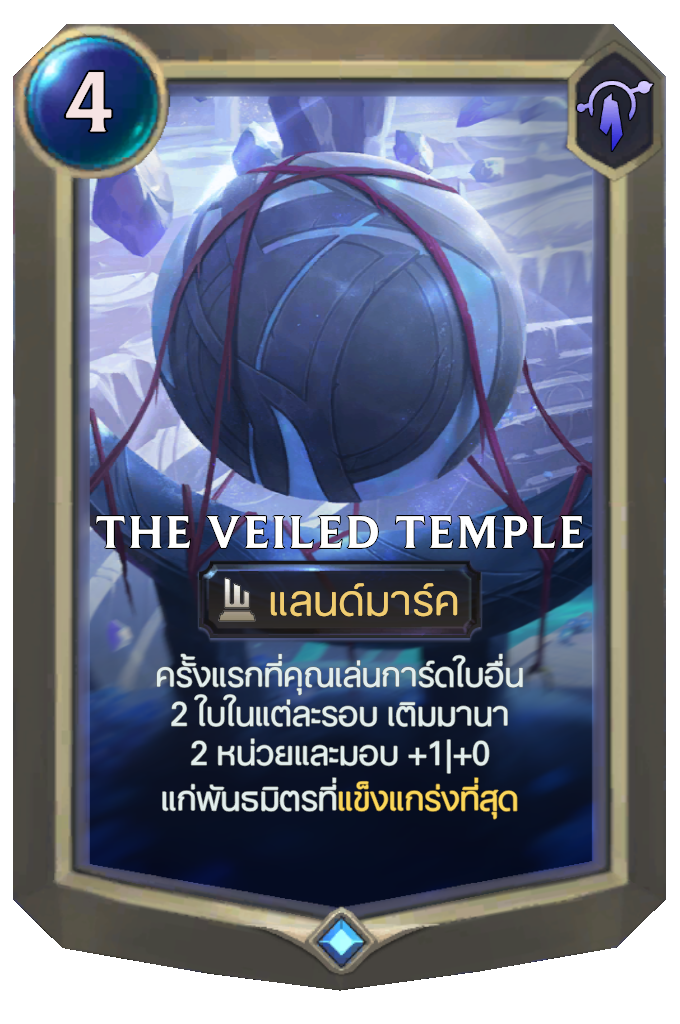 4
THE VEILED TEMPLE
แลนด์มาร์ค
ครั้งแรกที่คุณเล่นการ์ดใบอื่น
2 ใบในแต่ละรอบ เติมมานา
2 หน่วยและมอบ +1|+0
แก่พันธมิตรที่แข็งแกร่งที่สุด